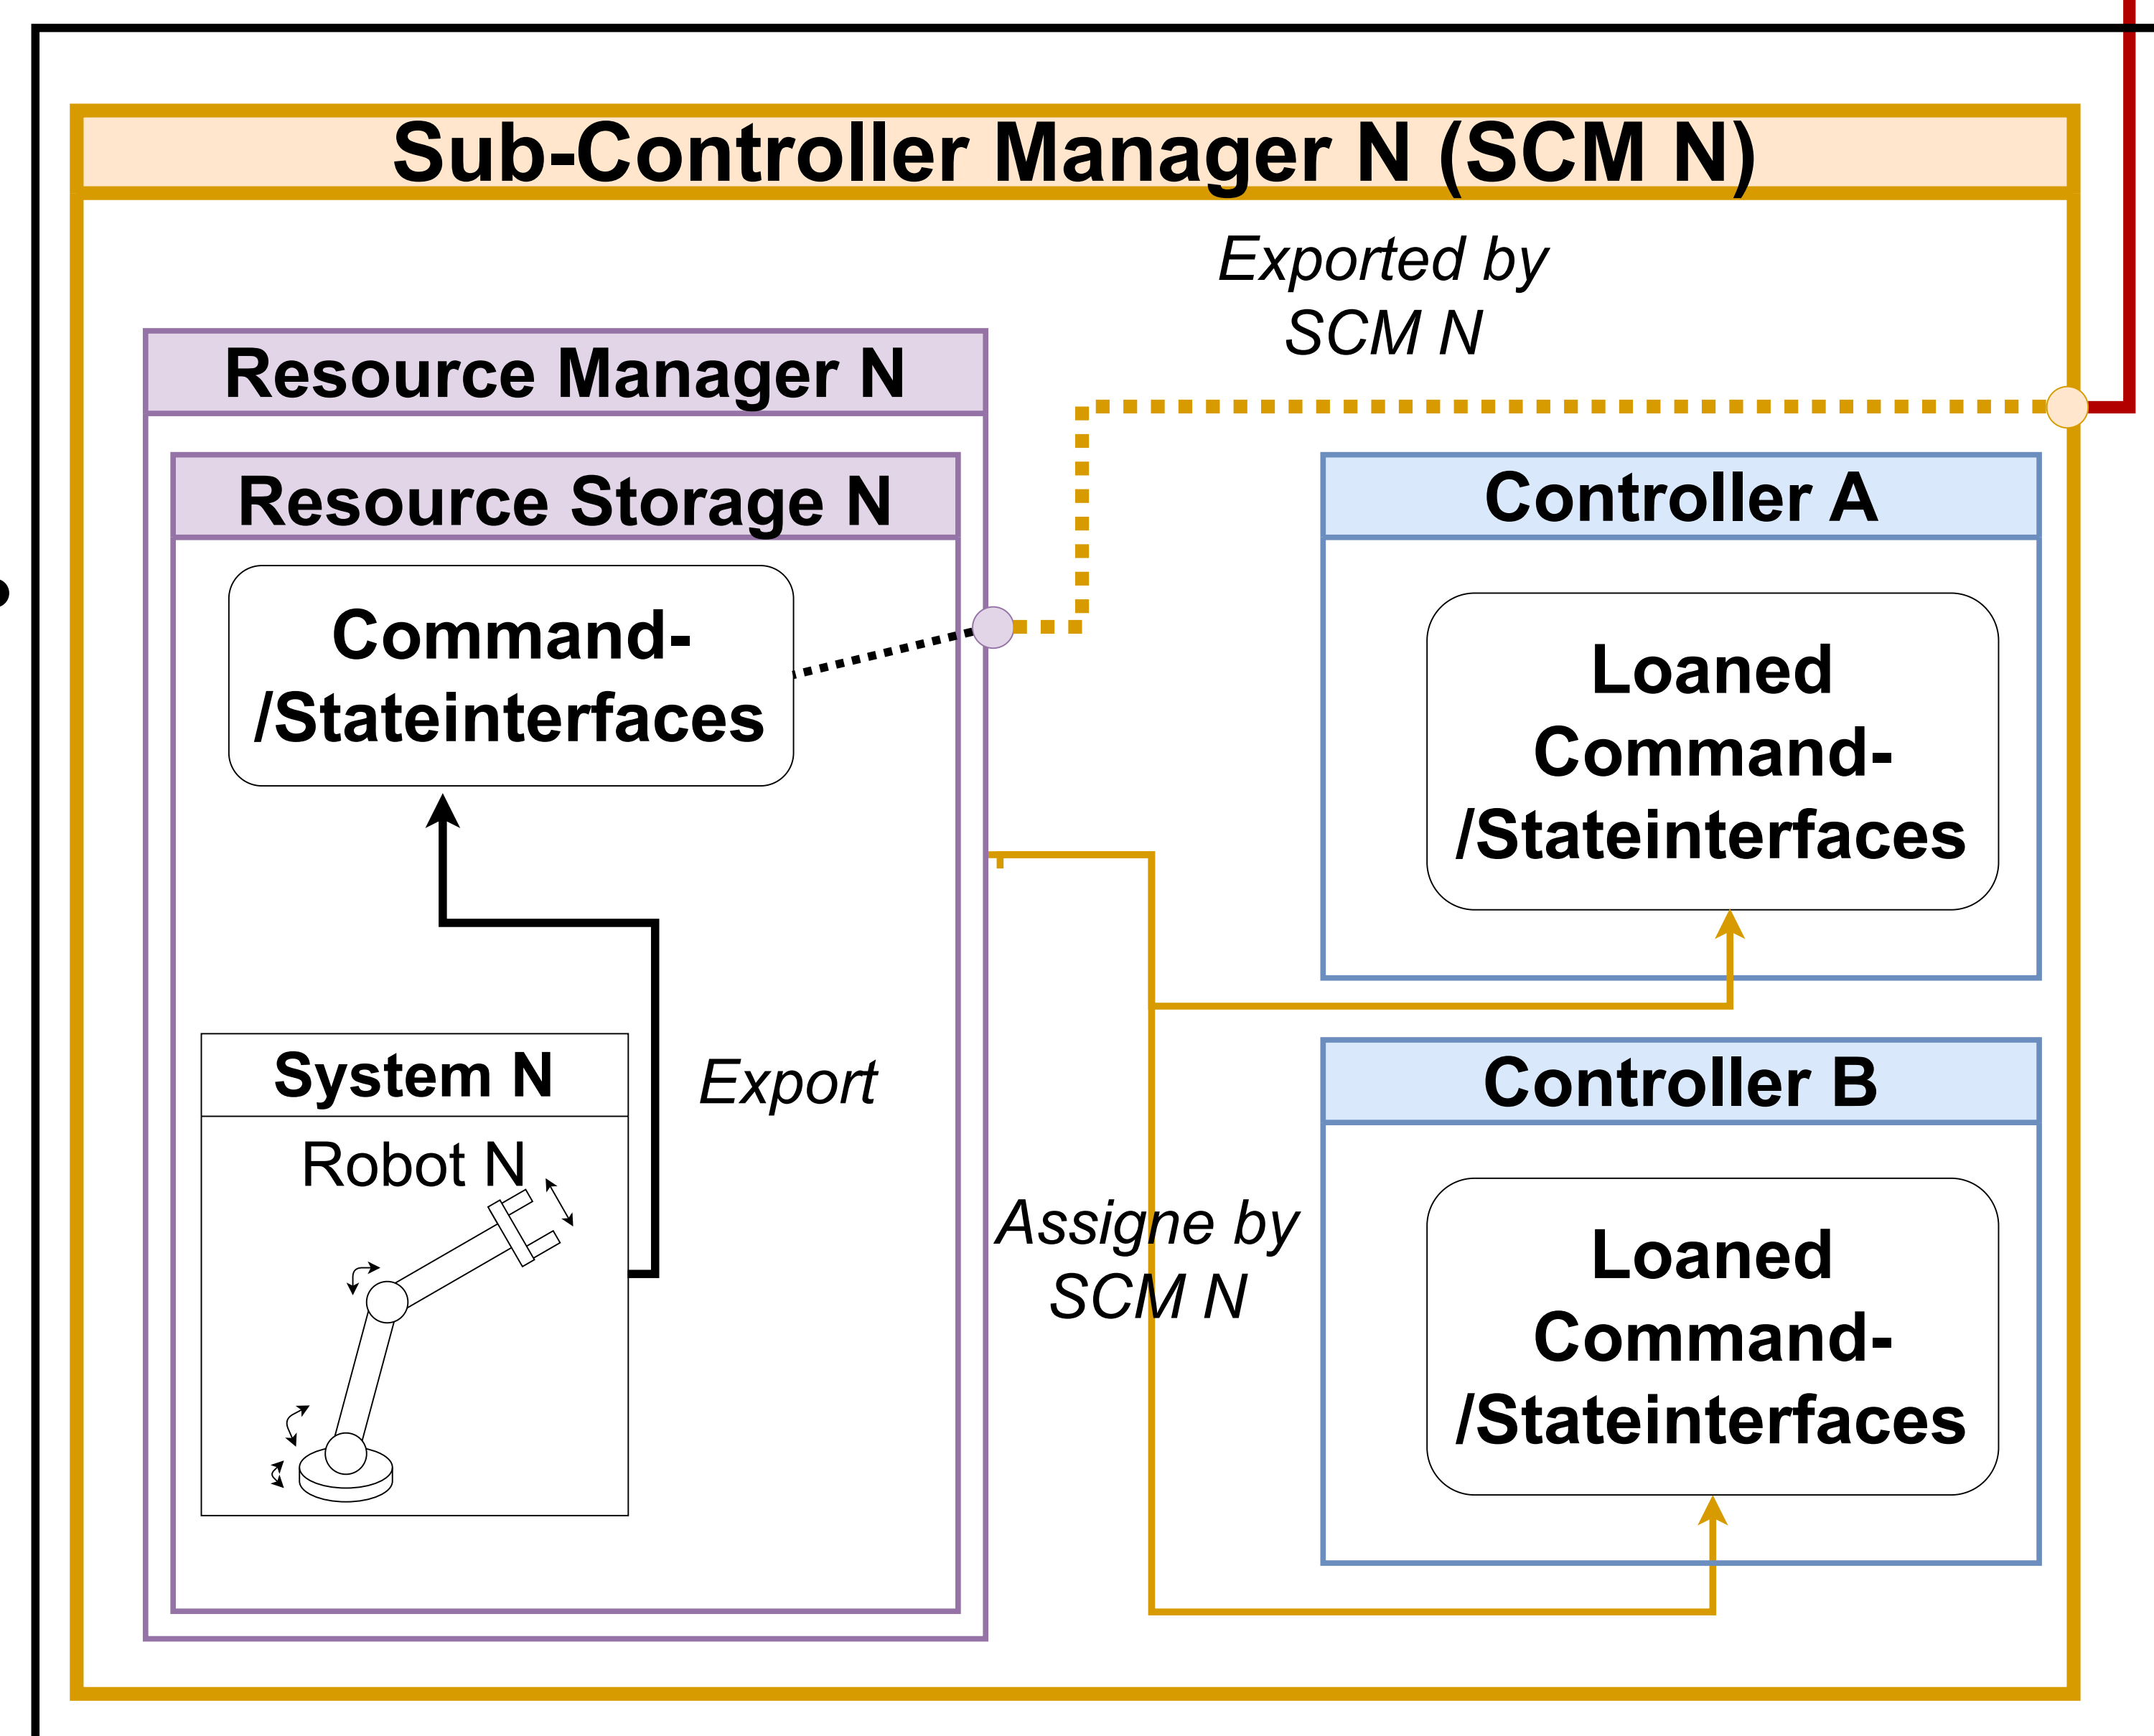 Sub-Controller Manager N (SCM N)
Exported by
SCM N
Resource Manager N
Resource Storage N
Command-
/Stateinterfaces
System N
Robot N
Export
Assigne by
SCM N
Controller A
Loaned
Command-
/Stateinterfaces
Controller B
Loaned
Command-
/Stateinterfaces